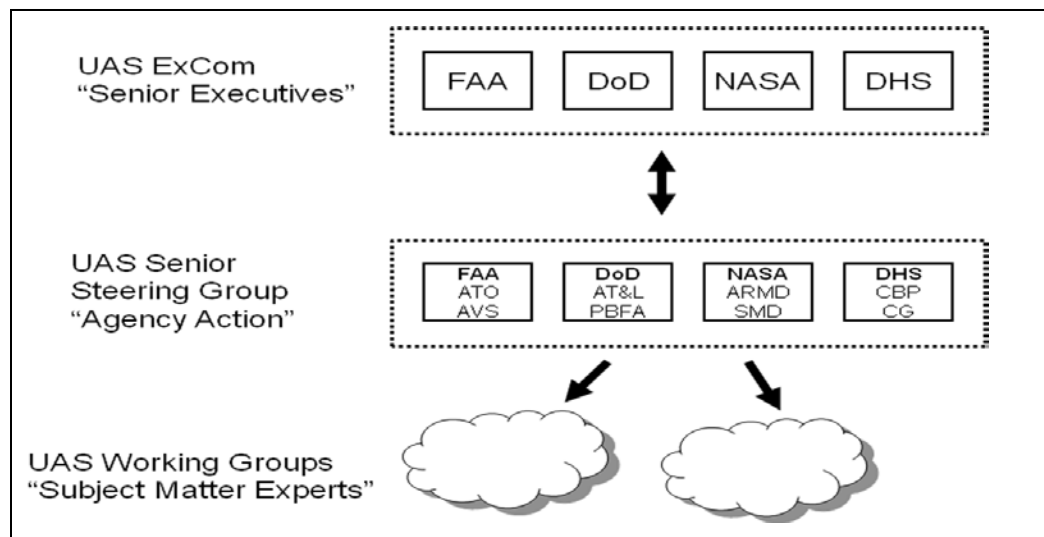 UAS ExCom
“Senior Executives”
FAA
DoD
NASA
DHS
UAS Senior
Steering Group
“Agency Action”
FAA
ATO
AVS
DoD
AT&L
PBFA
NASA
ARMD
SMD
DHS
CBP
CG
UAS Working Groups
“Subject Matter Experts”